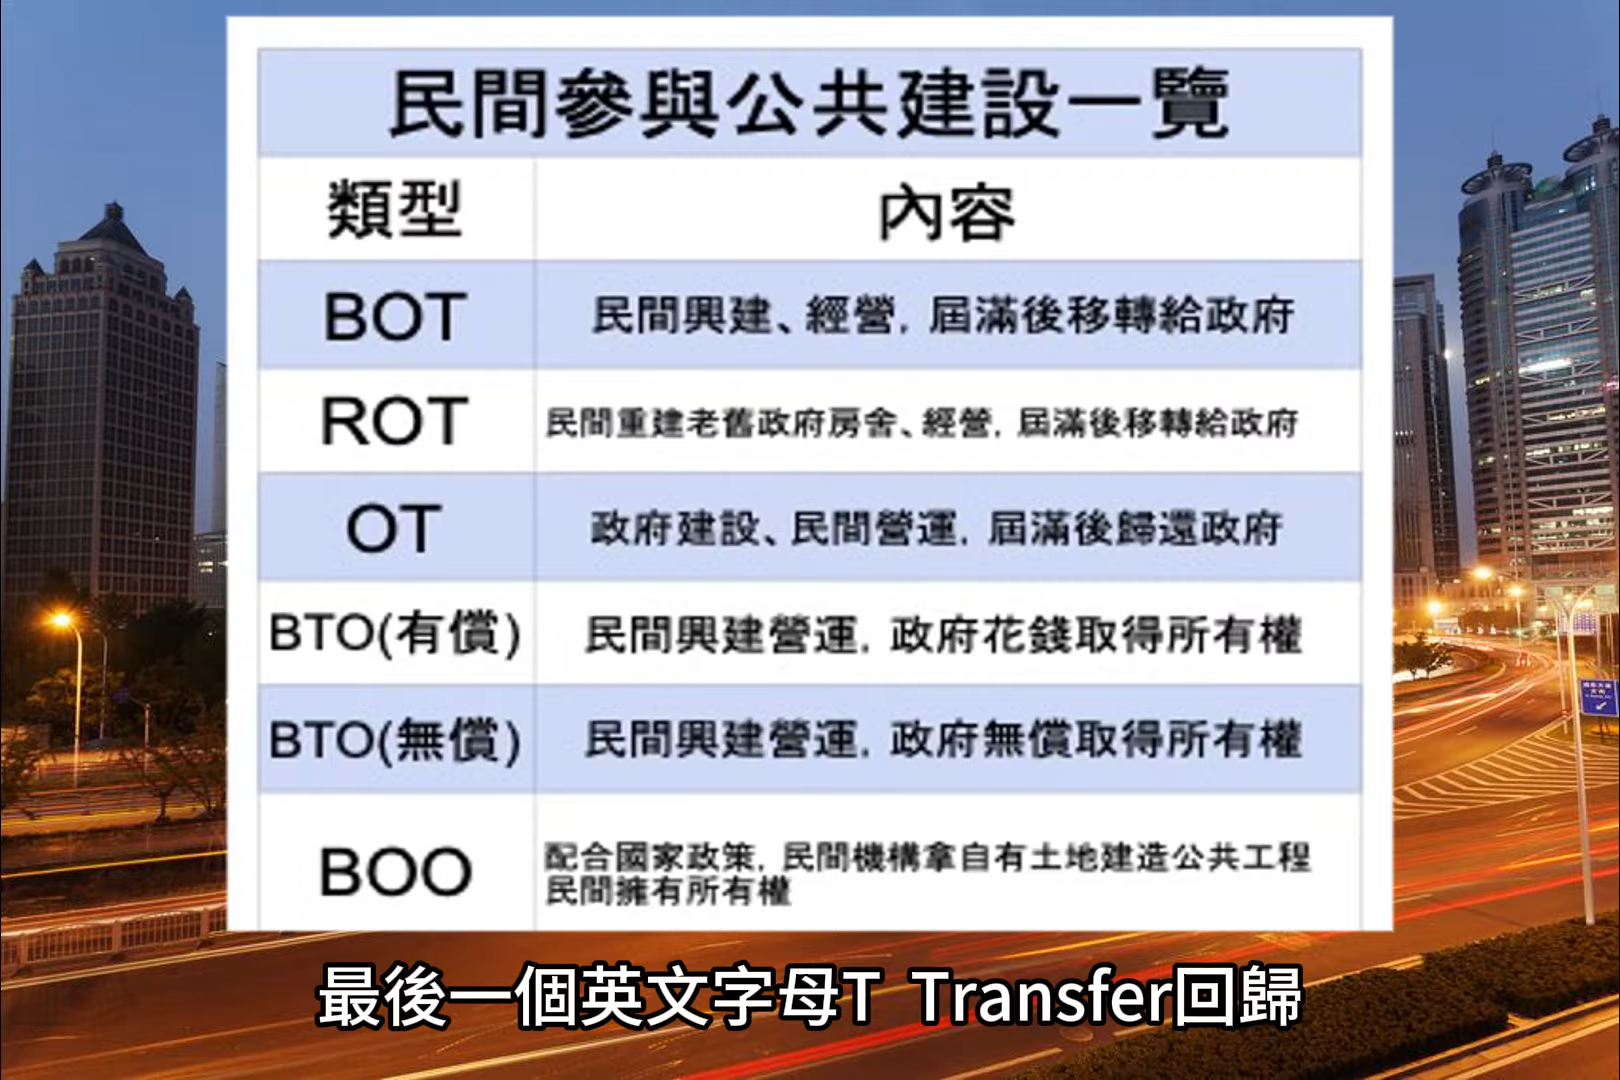 民間參與公共建設一覽
類型 內容
BOT 民間興建、經營, 屆滿後移轉給政府
ROT 民間重建老舊政府房舍、經營, 屆滿後移轉給政府
OT 政府建設、民間營運, 屆滿後歸還政府
BTO(有償) 民間興建營運, 政府花錢取得所有權
BTO(無償) 民間興建營運, 政府無償取得所有權
BOO 配合國家政策, 民間機構拿自有土地建造公共工程
民間擁有所有權
最後一個英文字母T Transfer回歸